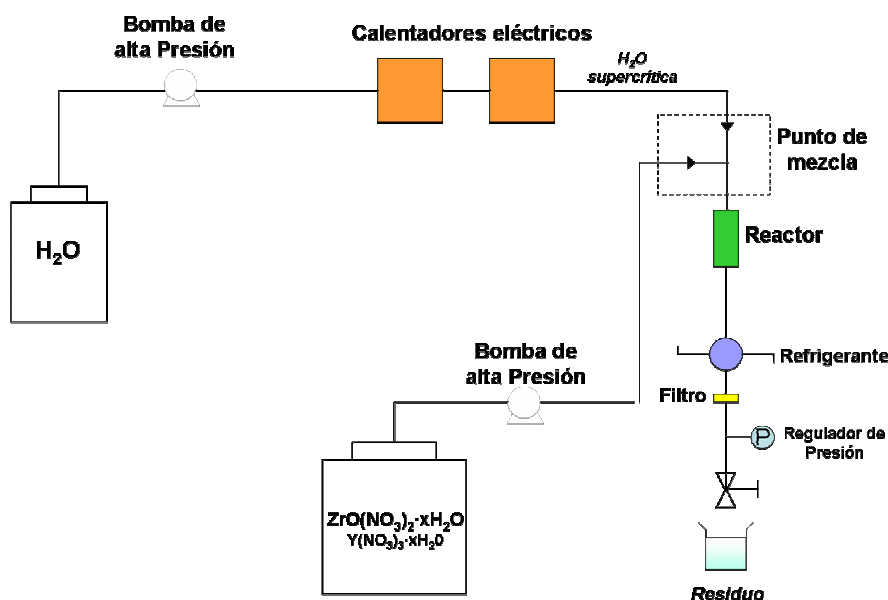 Bomba de
alta Presión
Calentadores eléctricos
H₂O
supercrítica
Punto de
mezcla
H₂O
Reactor
Bomba de
alta Presión
Refrigerante
Filtro
P
Regulador de
Presión
ZrO(NO₃)₂·xH₂O
Y(NO₃)₃·xH₂0
Residuo